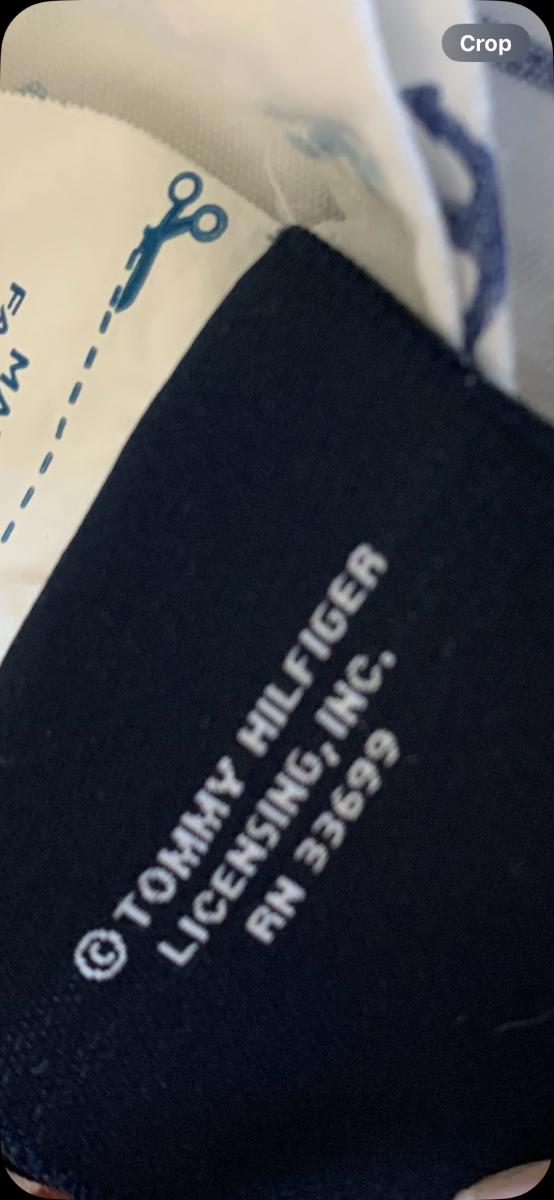 Crop
© TOMMY HILFIGER
LICENSING, INC.
RN 33699